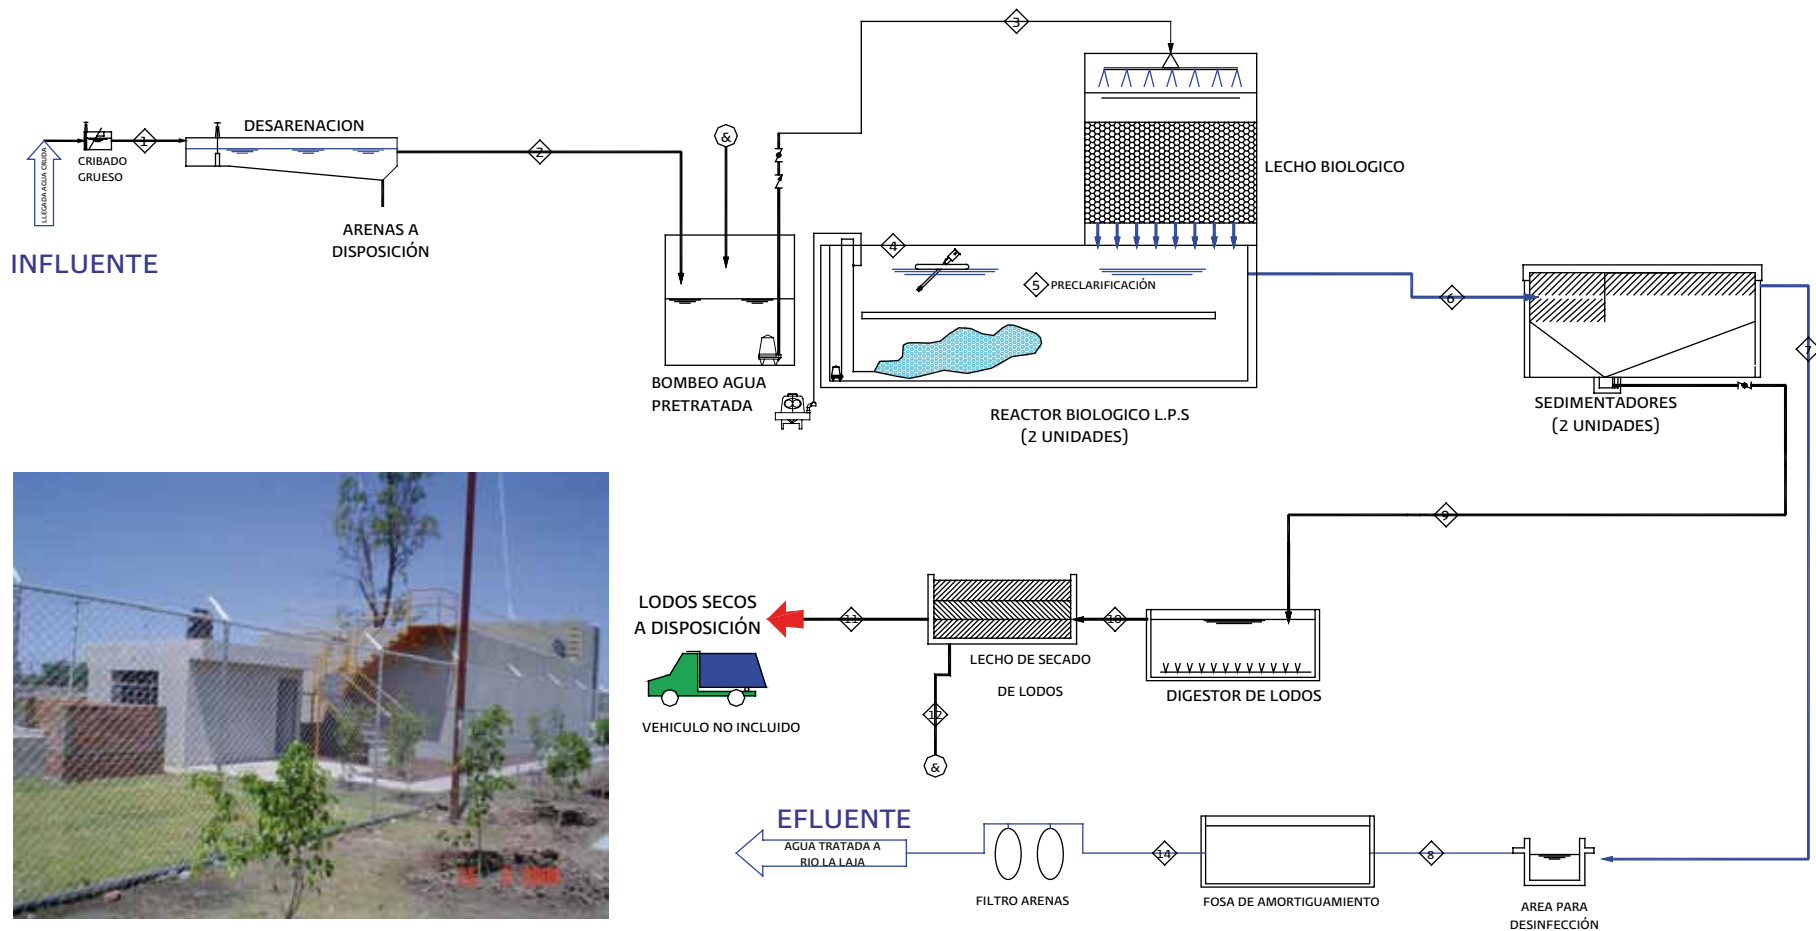 3
DESARENACION
&
1
2
CRIBADO
GRUESO
LLEGADA AGUA CRUDA
LECHO BIOLOGICO
ARENAS A
DISPOSICIÓN
INFLUENTE
4
5
PRECLARIFICACIÓN
6
7
BOMBEO AGUA
PRETRATADA
REACTOR BIOLOGICO L.P.S
(2 UNIDADES)
SEDIMENTADORES
(2 UNIDADES)
9
LODOS SECOS
A DISPOSICIÓN
11
10
LECHO DE SECADO
DE LODOS
DIGESTOR DE LODOS
VEHICULO NO INCLUIDO
12
&
EFLUENTE
AGUA TRATADA A
RIO LA LAJA
14
8
FILTRO ARENAS
FOSA DE AMORTIGUAMIENTO
AREA PARA
DESINFECCIÓN